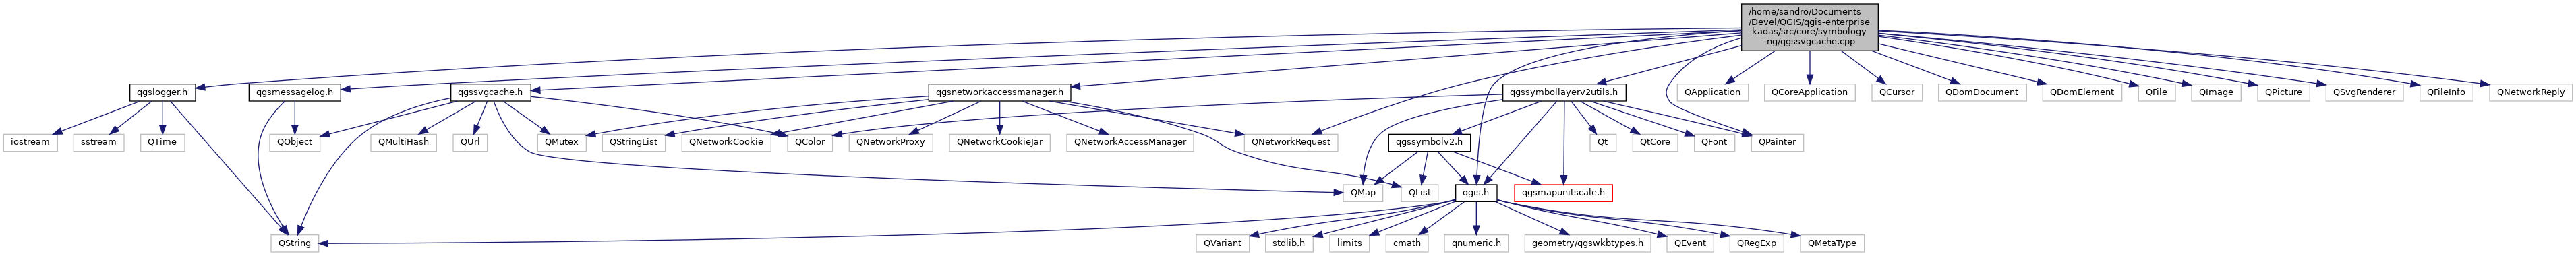 /home/sandro/Documents
/Devel/QGIS/qgis-enterprise
-kadas/src/core/symbology
-ng/qgssvgcache.cpp
qgslogger.h
qgsmessagelog.h
qgssvgcache.h
qgsnetworkaccessmanager.h
qgssymbollayerv2utils.h
QApplication
QCoreApplication
QCursor
QDomDocument
QDomElement
QFile
QImage
QPicture
QSvgRenderer
QFileInfo
QNetworkReply
iostream
sstream
QTime
QObject
QMultiHash
QUrl
QMutex
QStringList
QNetworkCookie
QColor
QNetworkProxy
QNetworkCookieJar
QNetworkAccessManager
QNetworkRequest
qgssymbolv2.h
Qt
QtCore
QFont
QPainter
QMap
QList
qgis.h
qgsmapunitscale.h
QString
QVariant
stdlib.h
limits
cmath
qnumeric.h
geometry/qgswkbtypes.h
QEvent
QRegExp
QMetaType